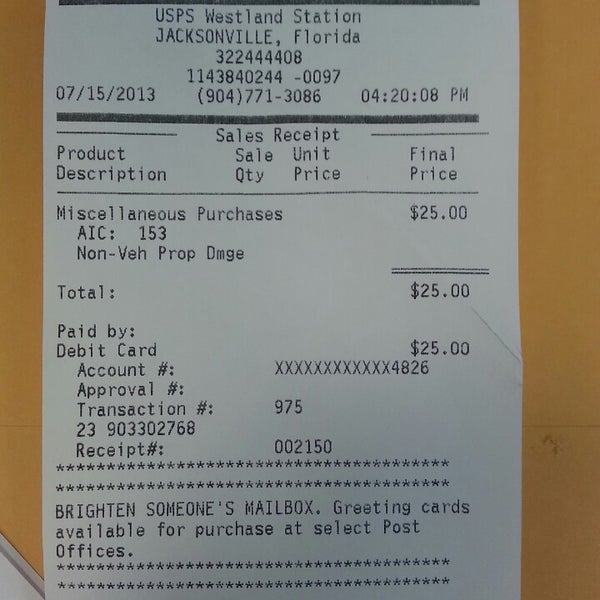 USPS Westland Station
JACKSONVILLE, Florida
322444408
1143840244 -0097
07/15/2013 (904)771-3086 04:20:08 PM
Sales Receipt
Product Sale Unit Final
Description Qty Price Price
Miscellaneous Purchases $25.00
AIC: 153
Non-Veh Prop Dmge
Total: $25.00
Paid by:
Debit Card $25.00
Account #: XXXXXXXXXXXX4826
Approval #:
Transaction #: 975
23 903302768
Receipt#: 002150
****************************************
****************************************
BRIGHTEN SOMEONE'S MAILBOX. Greeting cards
available for purchase at select Post
Offices.
****************************************
****************************************